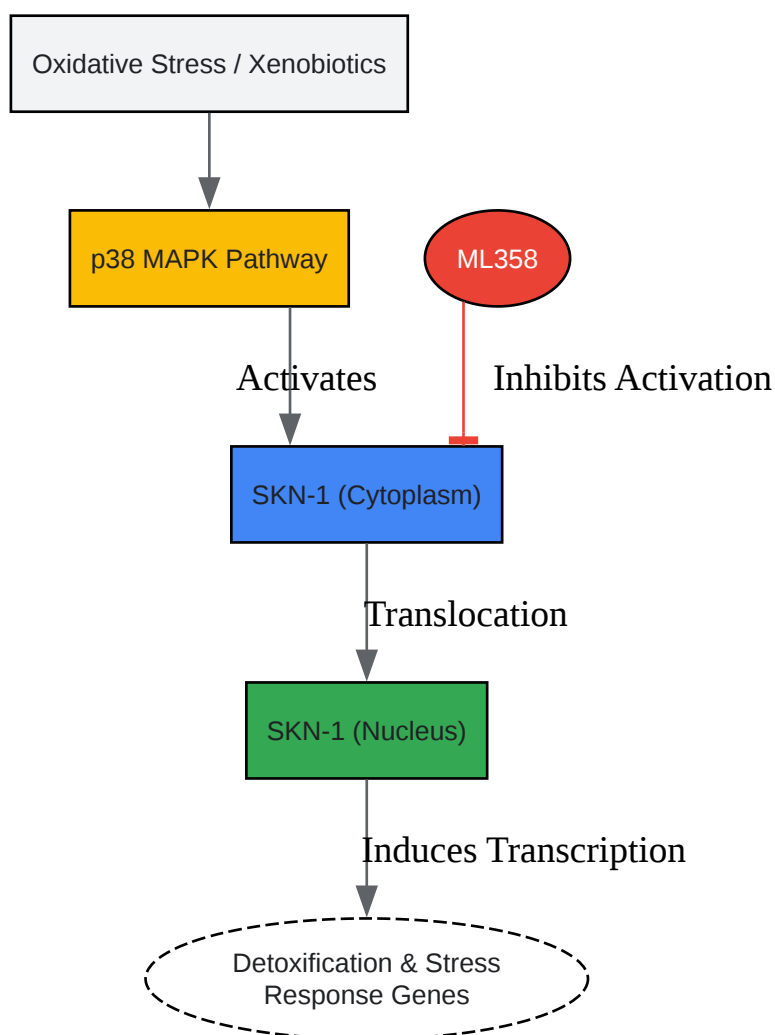 Oxidative Stress / Xenobiotics
p38 MAPK Pathway
ML358
Activates
Inhibits Activation
SKN-1 (Cytoplasm)
Translocation
SKN-1 (Nucleus)
Induces Transcription
Detoxification & Stress
Response Genes